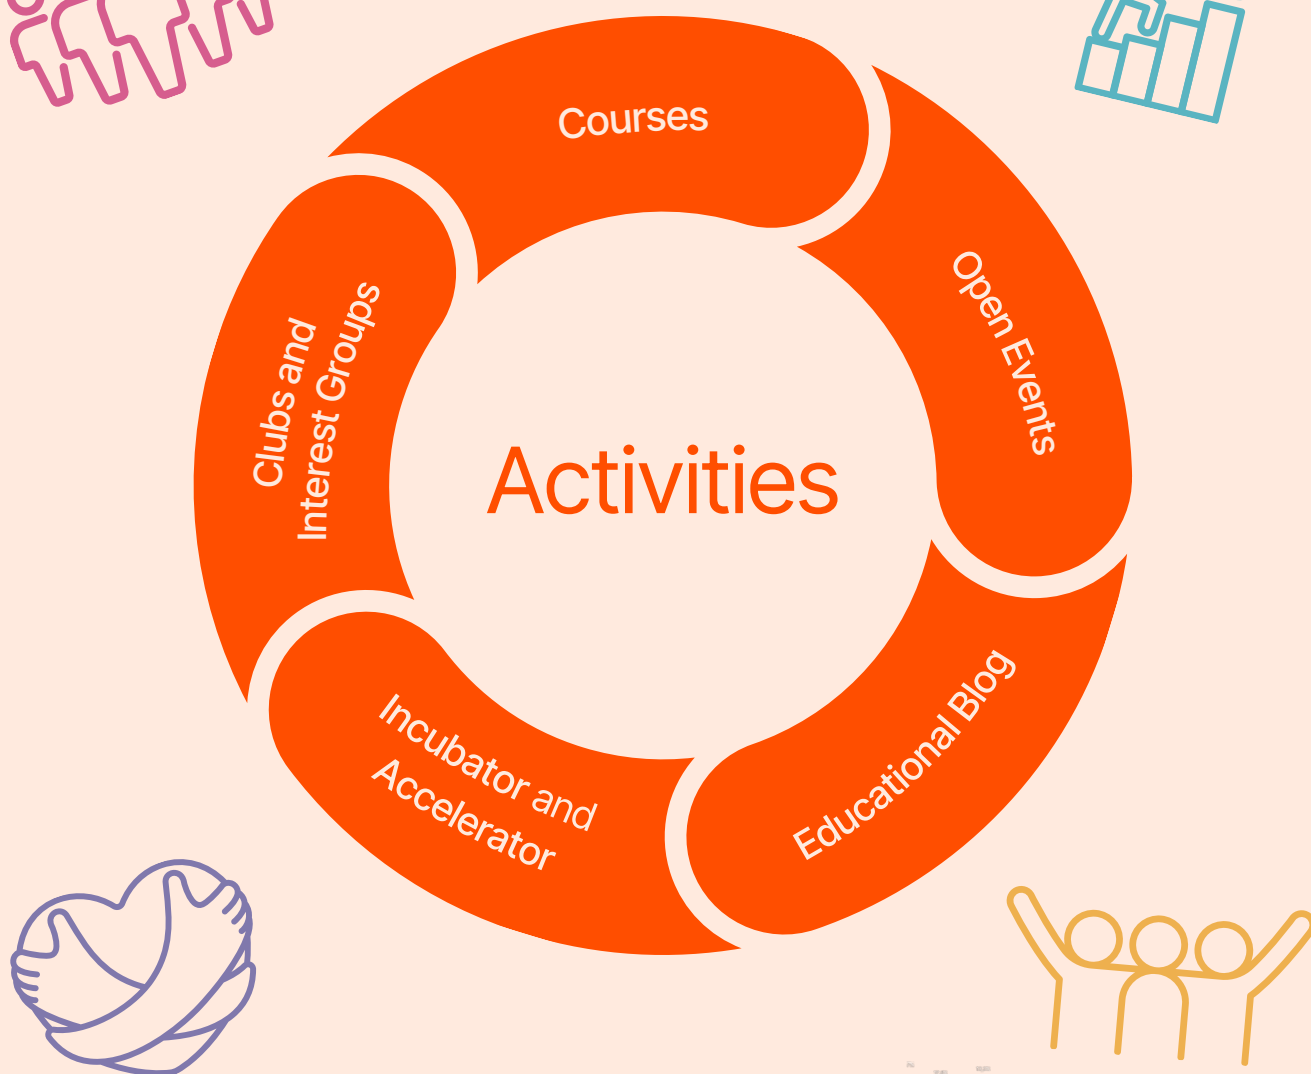 Courses
Open Events
Educational Blog
Incubator and
Accelerator
Clubs and
Interest Groups
Activities